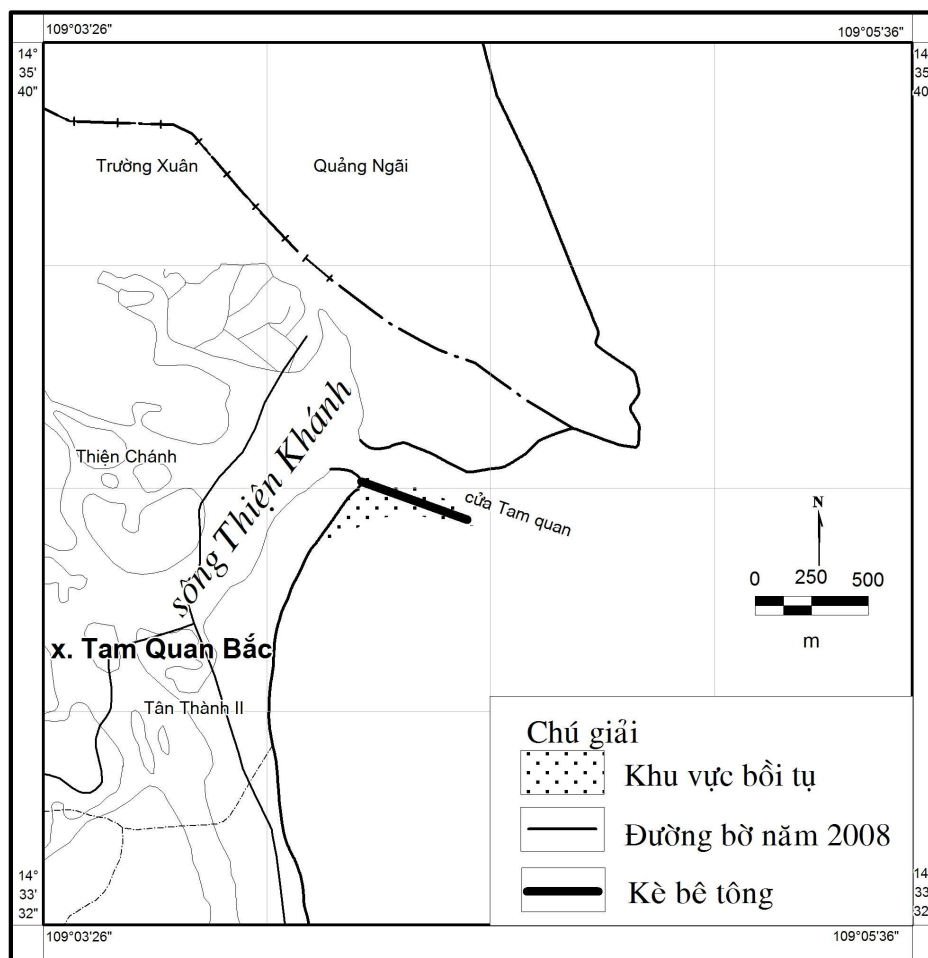 109°03'26"
109°05'36"
14°
35'
40"
14
35
40
Trường Xuân
Quảng Ngãi
sông Thiện Khánh
Thiện Chánh
cửa Tam quan
N
0 250 500
m
x. Tam Quan Bắc
Tân Thành II
Chú giải
Khu vực bồi tụ
Đường bờ năm 2008
Kè bê tông
14°
33'
32"
14
33
32
109°03'26"
109°05'36"